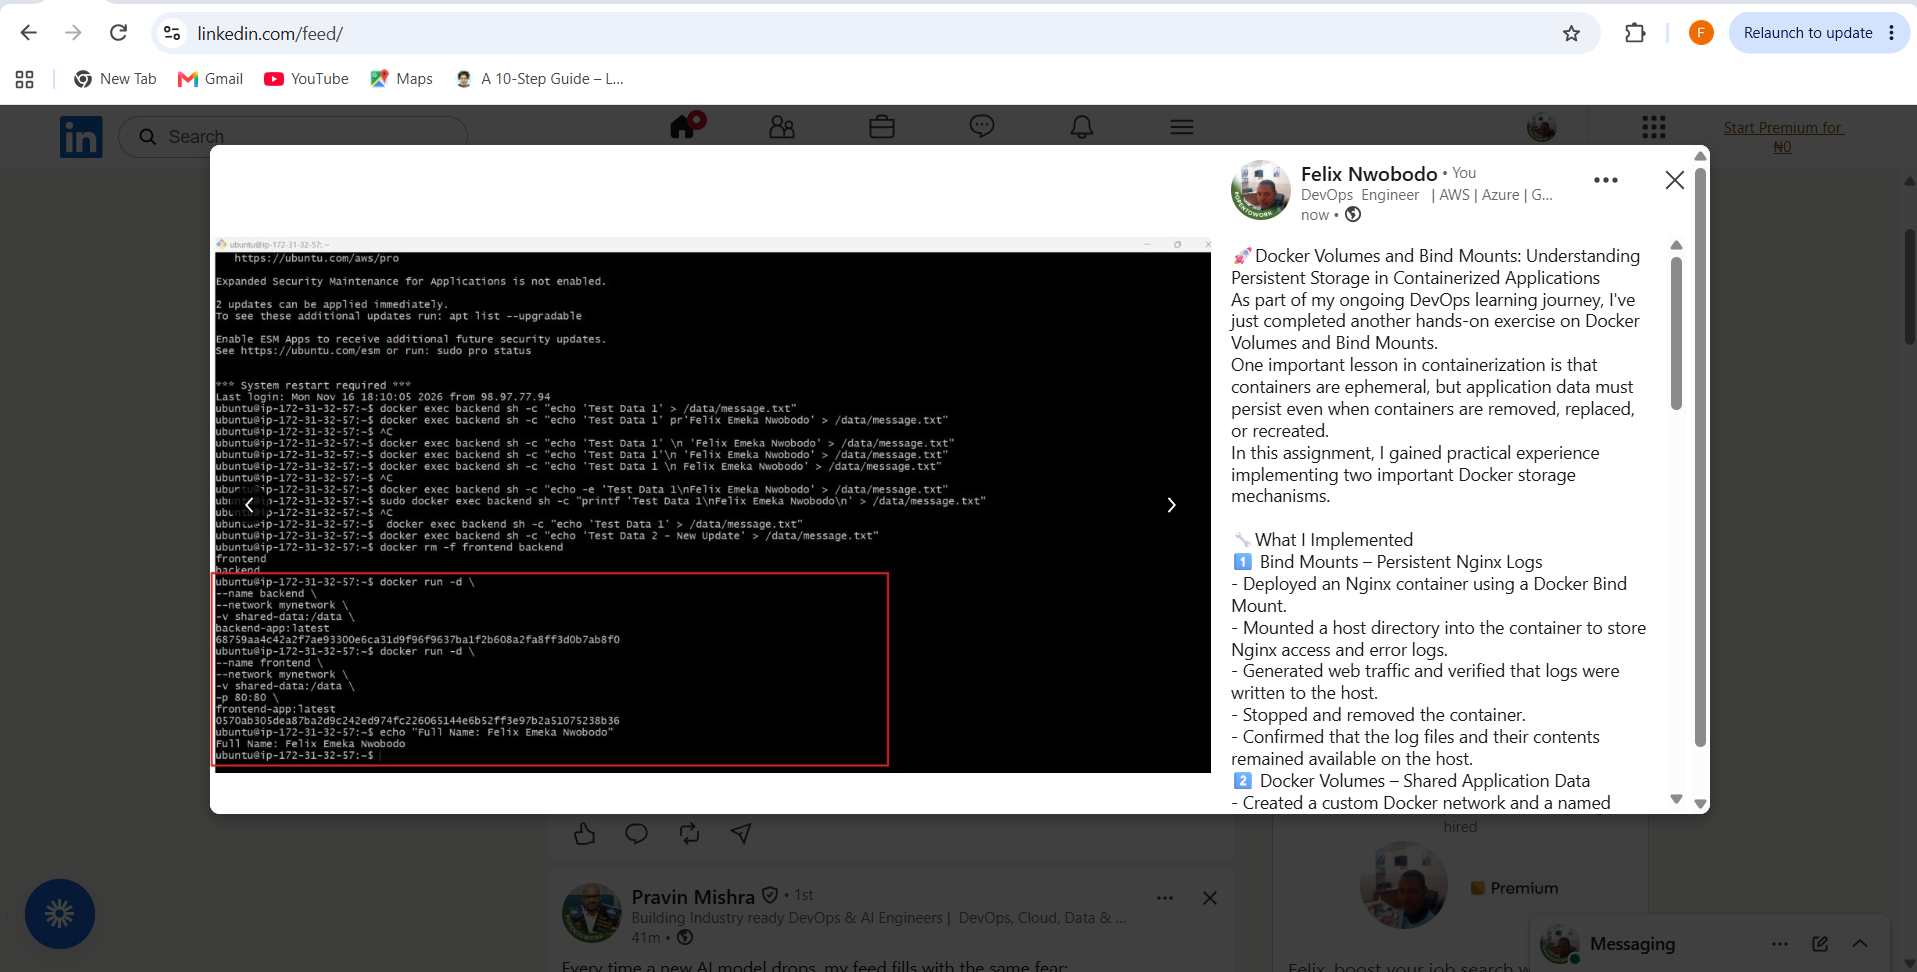 linkedin.com/feed/
F
Relaunch to update
New Tab
Gmail
YouTube
Maps
A 10-Step Guide – L...
in
Search
Start Premium for
₦0
ubuntu@ip-172-31-32-57: ~
https://ubuntu.com/aws/pro
Expanded Security Maintenance for Applications is not enabled.
2 updates can be applied immediately.
To see these additional updates run: apt list --upgradable
Enable ESM Apps to receive additional future security updates.
See https://ubuntu.com/esm or run: sudo pro status
*** System restart required ***
Last login: Mon Nov 16 18:10:05 2026 from 98.97.77.94
ubuntu@ip-172-31-32-57:~$ docker exec backend sh -c "echo 'Test Data 1' > /data/message.txt"
ubuntu@ip-172-31-32-57:~$ docker exec backend sh -c "echo 'Test Data 1' pr'Felix Emeka Nwobodo' > /data/message.txt"
ubuntu@ip-172-31-32-57:~$ ^C
ubuntu@ip-172-31-32-57:~$ docker exec backend sh -c "echo 'Test Data 1' \n 'Felix Emeka Nwobodo' > /data/message.txt"
ubuntu@ip-172-31-32-57:~$ docker exec backend sh -c "echo 'Test Data 1'\n 'Felix Emeka Nwobodo' > /data/message.txt"
ubuntu@ip-172-31-32-57:~$ docker exec backend sh -c "echo 'Test Data 1 \n Felix Emeka Nwobodo' > /data/message.txt"
ubuntu@ip-172-31-32-57:~$ ^C
ubuntu@ip-172-31-32-57:~$ docker exec backend sh -c "echo -e 'Test Data 1\nFelix Emeka Nwobodo' > /data/message.txt"
ubuntu@ip-172-31-32-57:~$ sudo docker exec backend sh -c "printf 'Test Data 1\nFelix Emeka Nwobodo\n' > /data/message.txt"
ubuntu@ip-172-31-32-57:~$ ^C
ubuntu@ip-172-31-32-57:~$ docker exec backend sh -c "echo 'Test Data 1' > /data/message.txt"
ubuntu@ip-172-31-32-57:~$ docker exec backend sh -c "echo 'Test Data 2 - New Update' > /data/message.txt"
ubuntu@ip-172-31-32-57:~$ docker rm -f frontend backend
frontend
backend
ubuntu@ip-172-31-32-57:~$ docker run -d \
--name backend \
--network mynetwork \
-v shared-data:/data \
backend-app:latest
68759aa4c42a2f7ae93300e6ca31d9f96f9637ba1f2b608a2fa8ff3d0b7ab8f0
ubuntu@ip-172-31-32-57:~$ docker run -d \
--name frontend \
--network mynetwork \
-v shared-data:/data \
-p 80:80 \
frontend-app:latest
0570ab305dea87ba2d9c242ed974fc226065144e6b52ff3e97b2a51075238b36
ubuntu@ip-172-31-32-57:~$ echo "Full Name: Felix Emeka Nwobodo"
Full Name: Felix Emeka Nwobodo
ubuntu@ip-172-31-32-57:~$
Felix Nwobodo • You
DevOps Engineer | AWS | Azure | G...
now •
🚀Docker Volumes and Bind Mounts: Understanding
Persistent Storage in Containerized Applications
As part of my ongoing DevOps learning journey, I've
just completed another hands-on exercise on Docker
Volumes and Bind Mounts.
One important lesson in containerization is that
containers are ephemeral, but application data must
persist even when containers are removed, replaced,
or recreated.
In this assignment, I gained practical experience
implementing two important Docker storage
mechanisms.
🔧What I Implemented
1️⃣ Bind Mounts – Persistent Nginx Logs
- Deployed an Nginx container using a Docker Bind
Mount.
- Mounted a host directory into the container to store
Nginx access and error logs.
- Generated web traffic and verified that logs were
written to the host.
- Stopped and removed the container.
- Confirmed that the log files and their contents
remained available on the host.
2️⃣ Docker Volumes – Shared Application Data
- Created a custom Docker network and a named
hired
Premium
Pravin Mishra • 1st
Building Industry ready DevOps & AI Engineers | DevOps, Cloud, Data & ...
41m •
Every time a new AI model drops, my feed fills with the same fear:
Messaging
Felix, boost your job search w